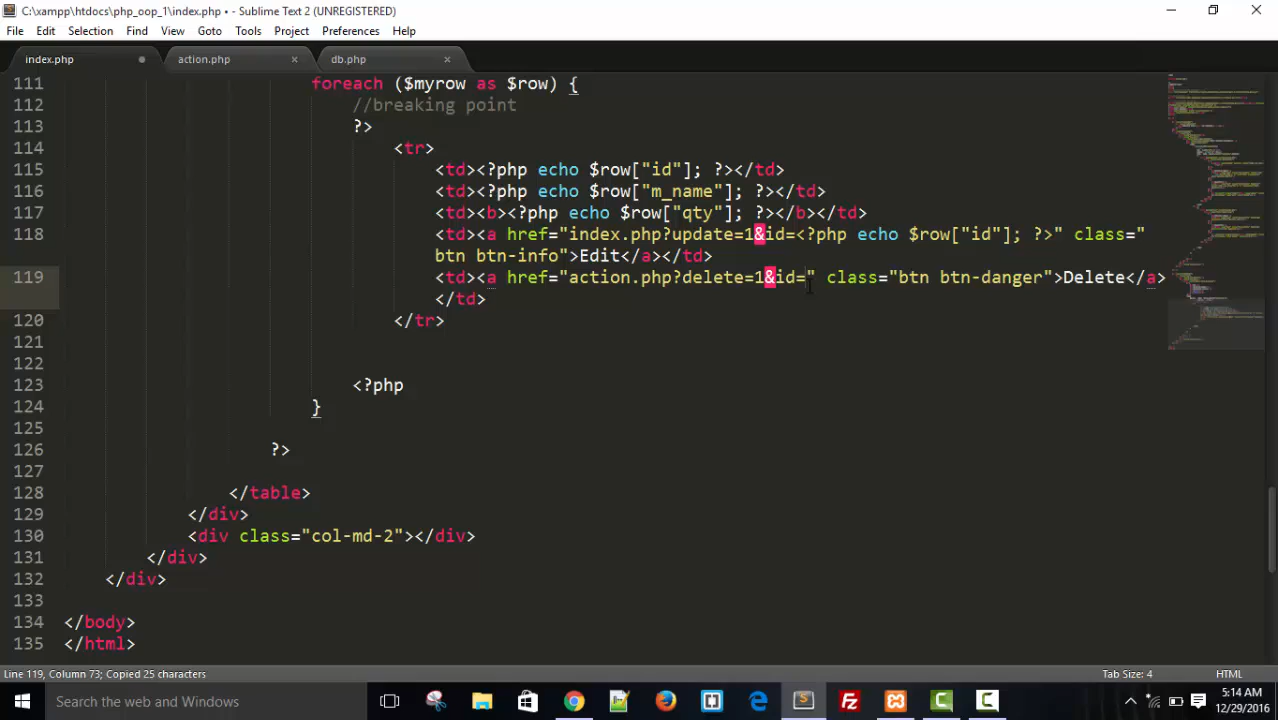 C:\xampp\htdocs\php_oop_1\index.php • - Sublime Text 2 (UNREGISTERED)
File Edit Selection Find View Goto Tools Project Preferences Help
index.php action.php db.php
111 foreach ($myrow as $row) {
112 //breaking point
113 ?>
114 <tr>
115 <td><?php echo $row["id"]; ?></td>
116 <td><?php echo $row["m_name"]; ?></td>
117 <td><b><?php echo $row["qty"]; ?></b></td>
118 <td><a href="index.php?update=1&id=<?php echo $row["id"]; ?>" class="
btn btn-info">Edit</a></td>
119 <td><a href="action.php?delete=1&id=" class="btn btn-danger">Delete</a>
</td>
120 </tr>
121
122
123 <?php
124 }
125
126 ?>
127
128 </table>
129 </div>
130 <div class="col-md-2"></div>
131 </div>
132 </div>
133
134 </body>
135 </html>
Line 119, Column 73; Copied 25 characters Tab Size: 4 HTML
Search the web and Windows
5:14 AM
12/29/2016